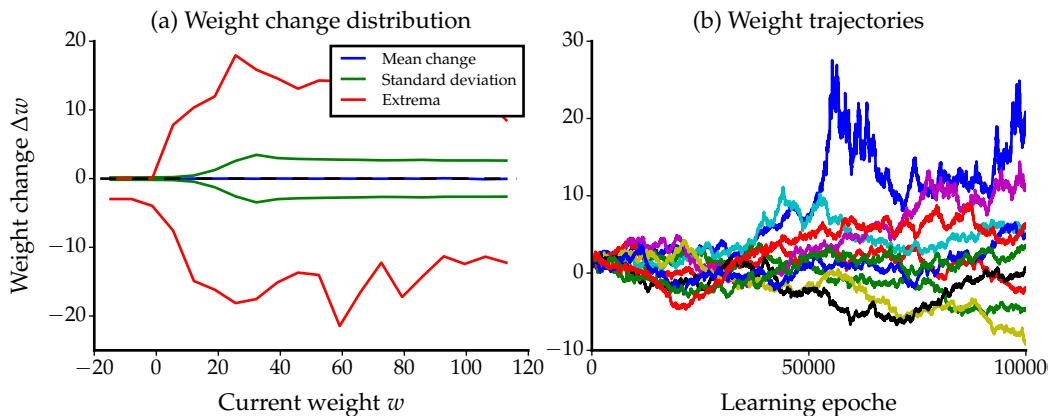 (a) Weight change distribution
20
10
0
−10
−20
−20
0
20
40
60
80
100
120
Weight change Δw
Current weight w
Mean change
Standard deviation
Extrema
(b) Weight trajectories
30
20
10
0
−10
0
50000
10000
Learning epoche